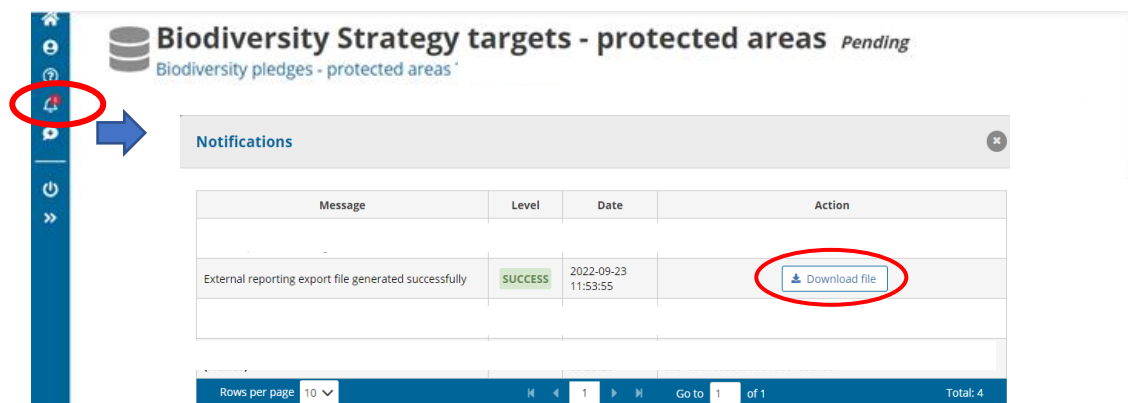 Biodiversity Strategy targets - protected areas Pending
Biodiversity pledges - protected areas
Notifications
Message Level Date Action
External reporting export file generated successfully SUCCESS 2022-09-23 11:53:55 Download file
Rows per page 10 1 Go to 1 of 1 Total: 4